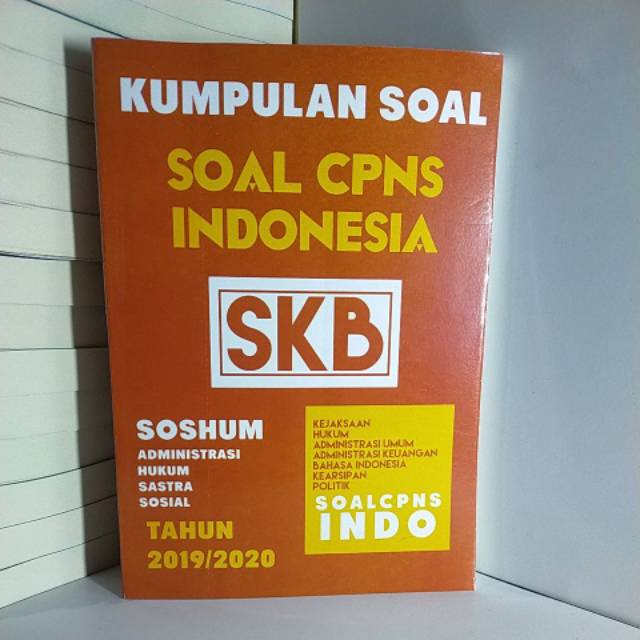 KUMPULAN SOAL
SOAL CPNS
INDONESIA
SKB
SOSHUM
ADMINISTRASI
HUKUM
SASTRA
SOSIAL
TAHUN
2019/2020
KEJAKSAAN
HUKUM
ADMINISTRASI UMUM
ADMINISTRASI KEUANGAN
BAHASA INDONESIA
KEARSIPAN
POLITIK
SOALCPNS
INDO